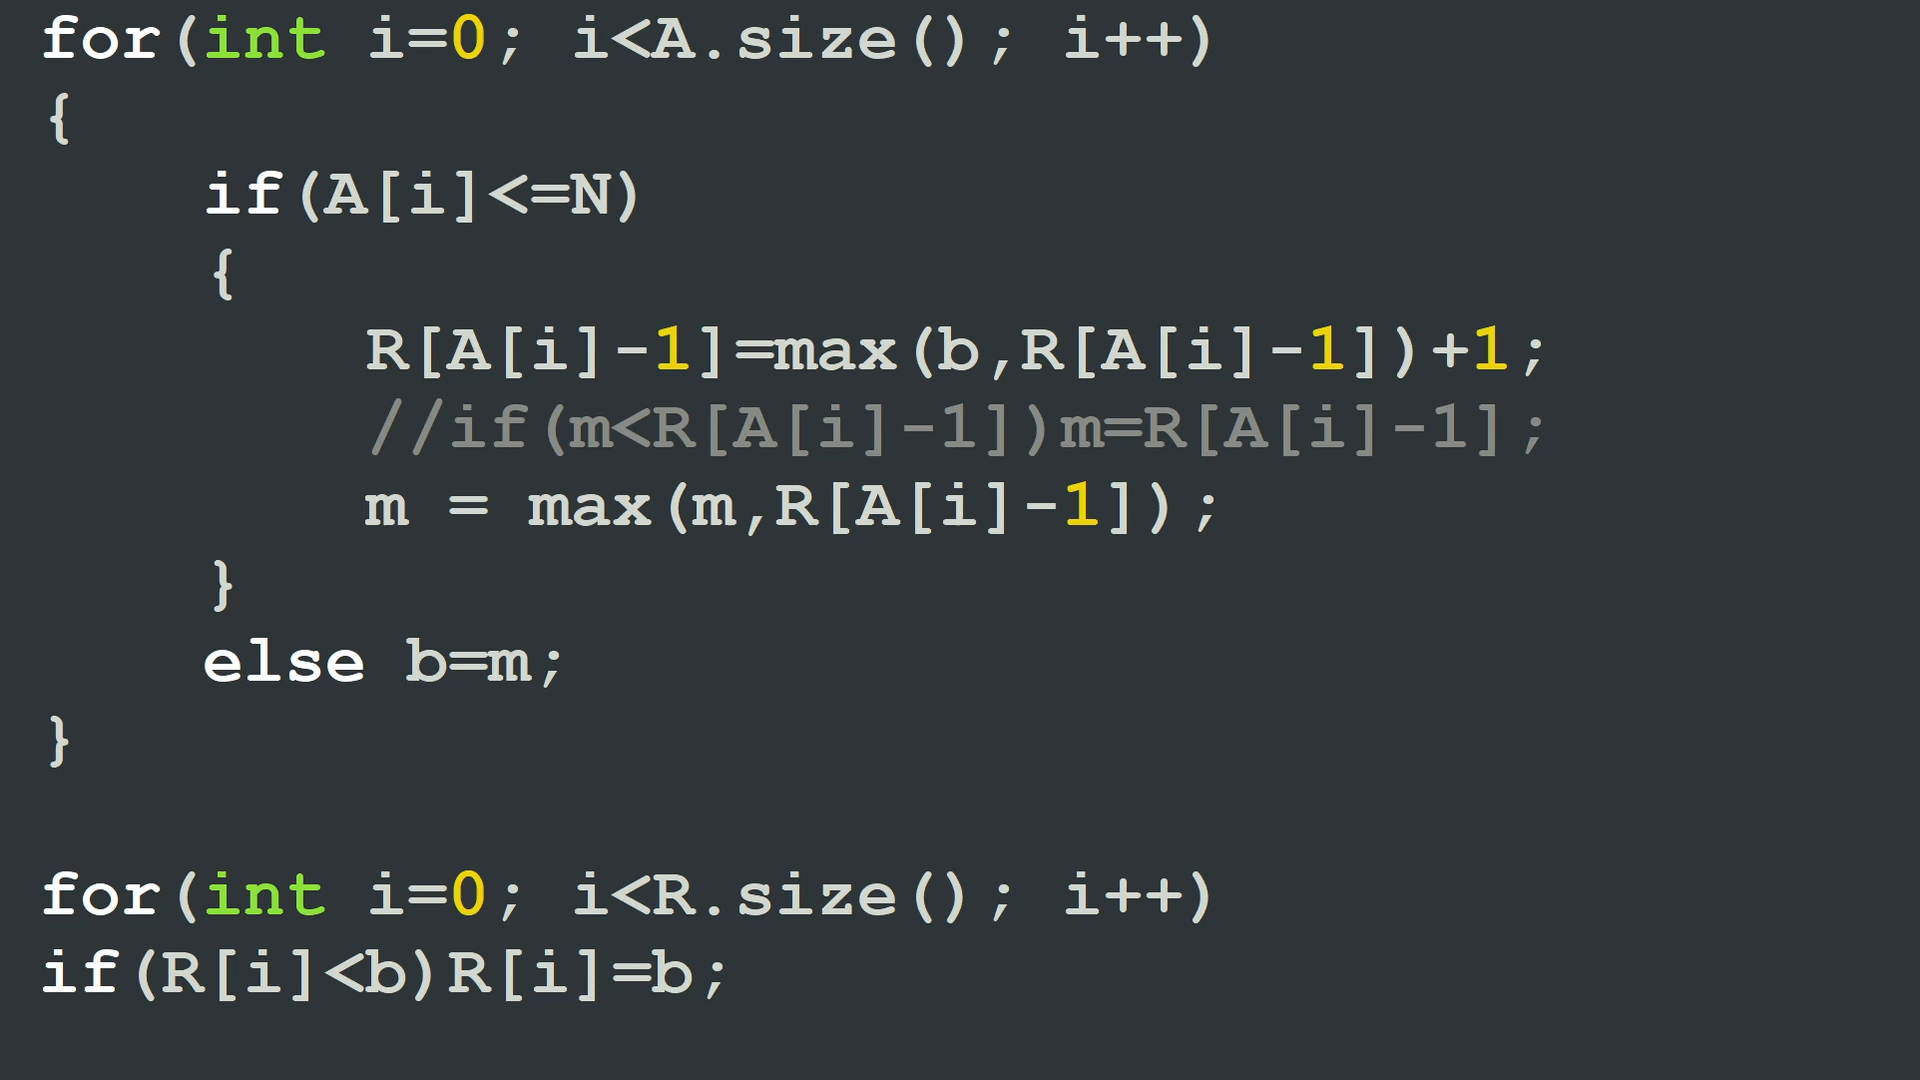 for(int i=0; i<A.size(); i++)
{
    if(A[i]<=N)
    {
        R[A[i]-1]=max(b,R[A[i]-1])+1;
        //if(m<R[A[i]-1])m=R[A[i]-1];
        m = max(m,R[A[i]-1]);
    }
    else b=m;
}

for(int i=0; i<R.size(); i++)
if(R[i]<b)R[i]=b;